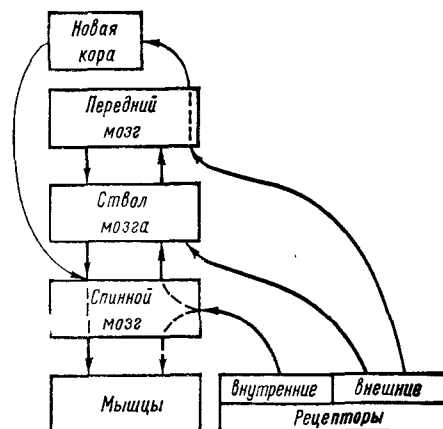 Новая
кора
Передний
мозг
Ствол
мозга
Спинной
мозг
Мышцы
Внутренние
Внешние
Рецепторы